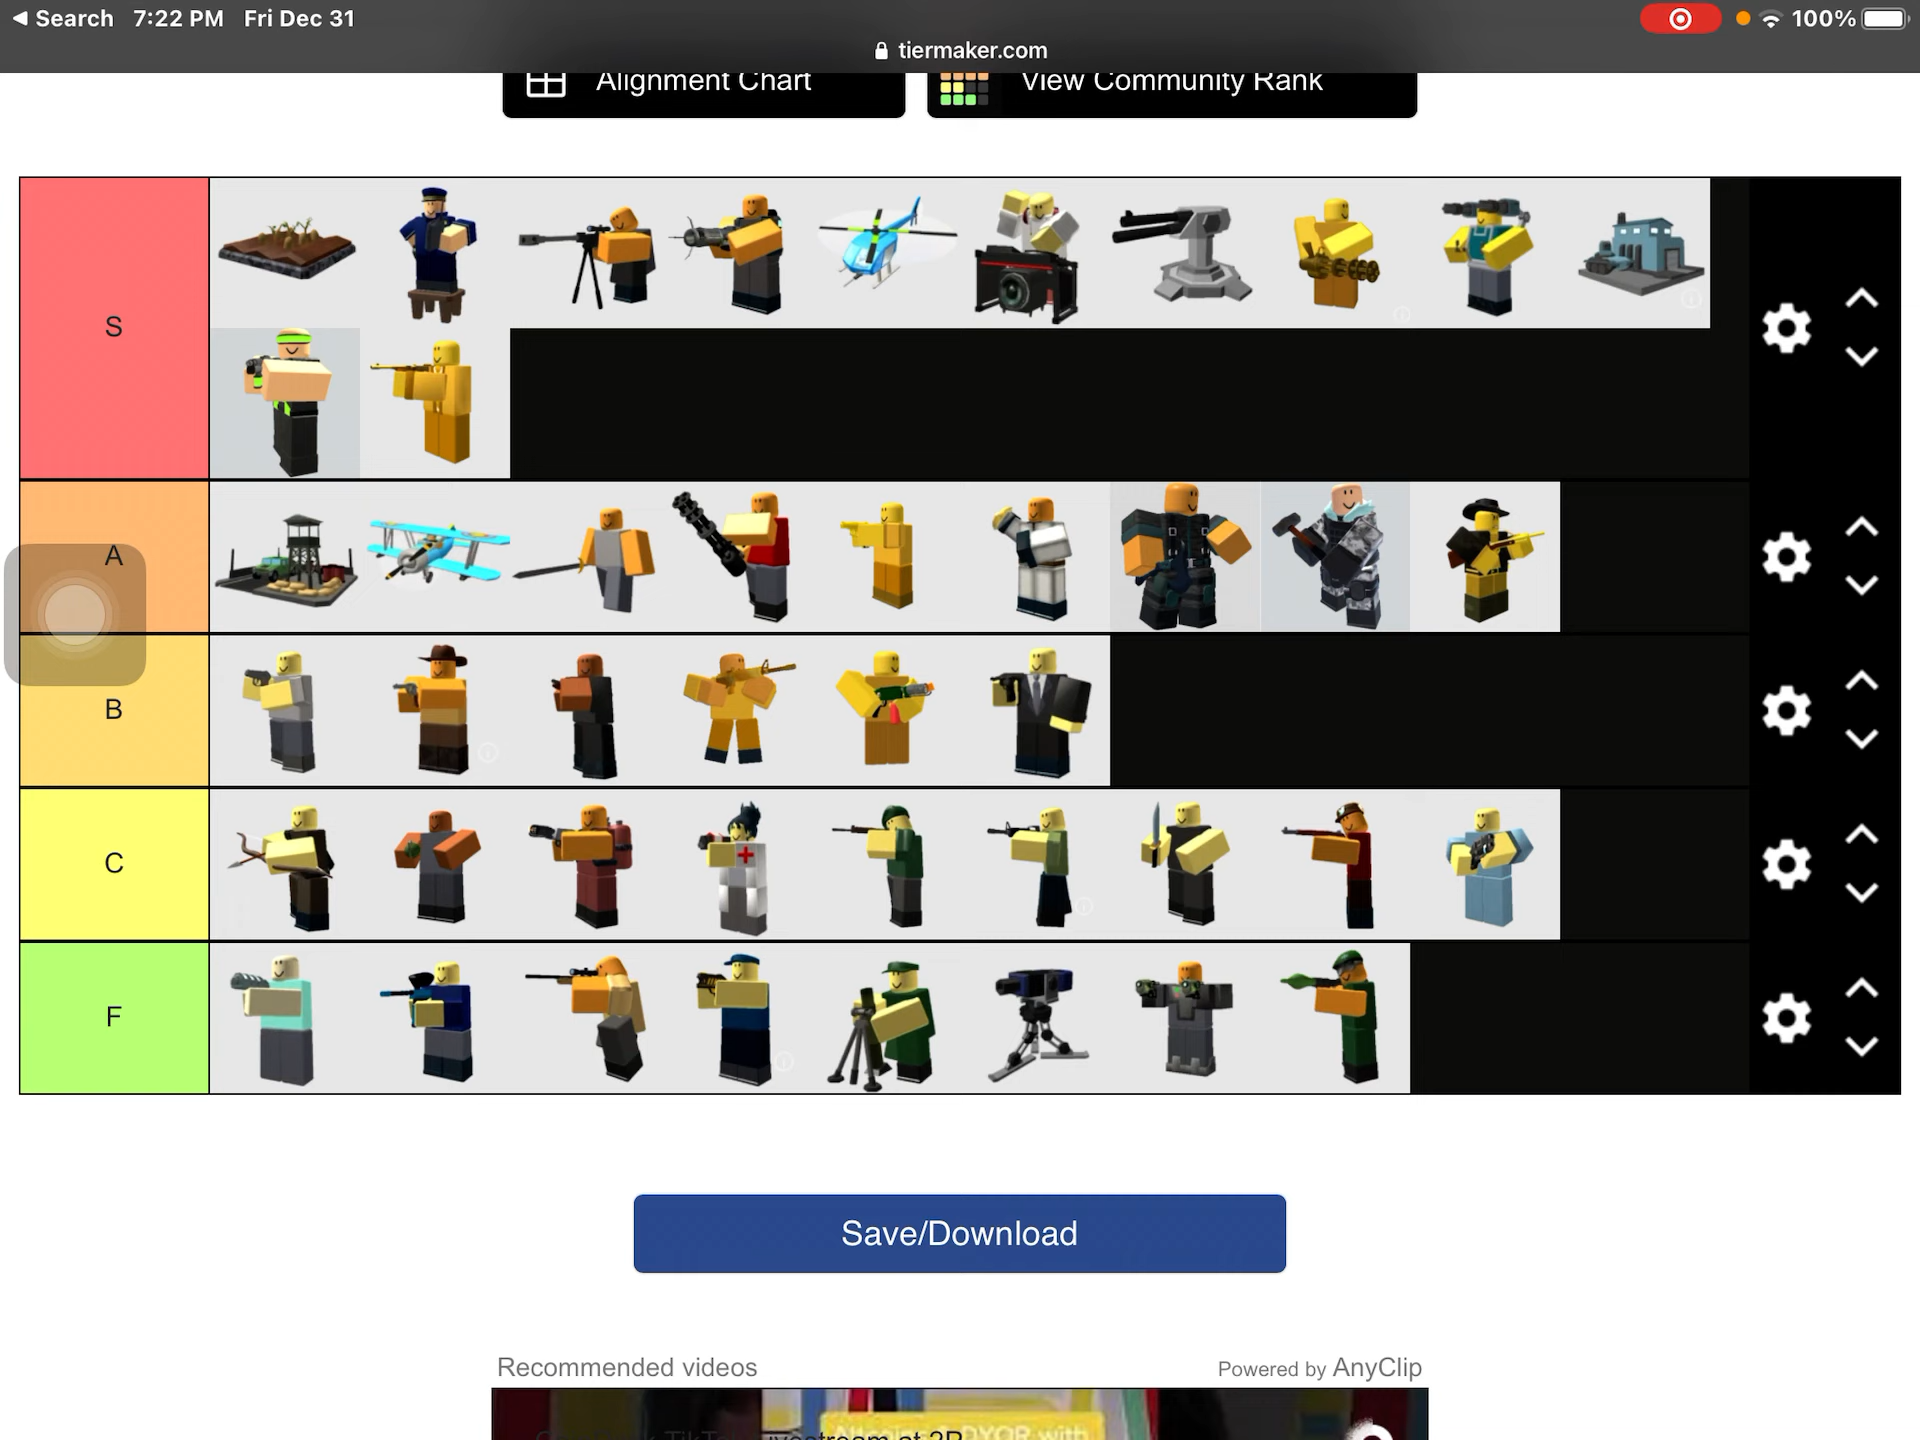 Search 7:22 PM Fri Dec 31
100%
tiermaker.com
Alignment Chart
View Community Rank
S
A
B
C
F
Save/Download
Recommended videos
Powered by AnyClip